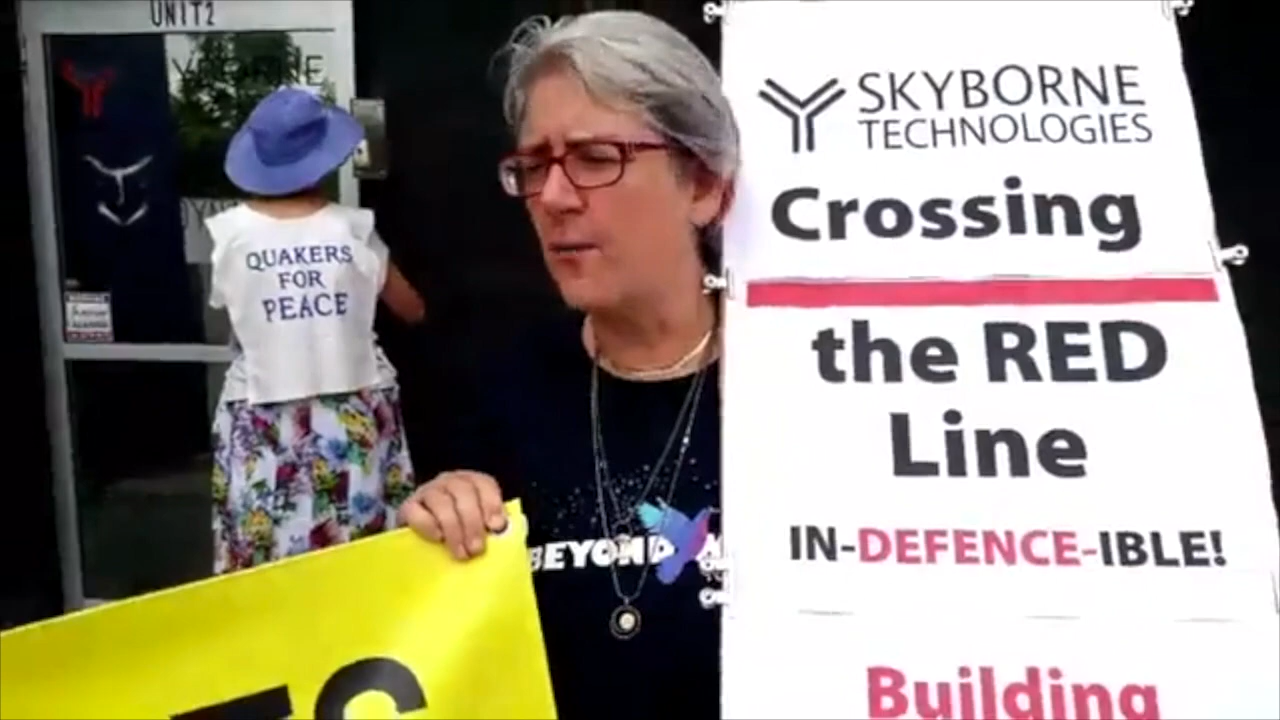 UNIT2
QUAKERS
FOR
PEACE
BEYOND
SKYBORNE
TECHNOLOGIES
Crossing
the RED
Line
IN-DEFENCE-IBLE!
Building